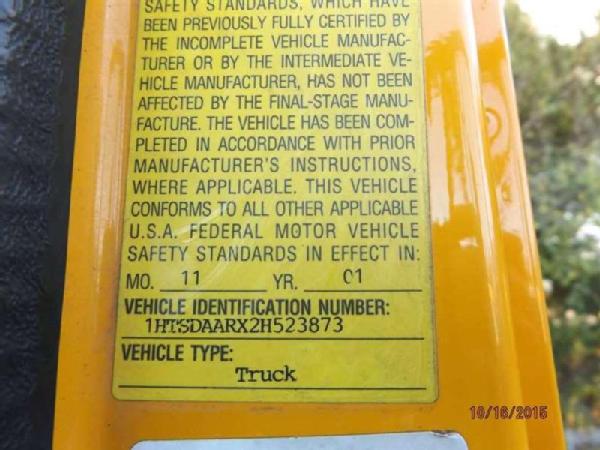 SAFETY STANDARDS, WHICH HAVE
BEEN PREVIOUSLY FULLY CERTIFIED BY
THE INCOMPLETE VEHICLE MANUFAC-
TURER OR BY THE INTERMEDIATE VE-
HICLE MANUFACTURER, HAS NOT BEEN
AFFECTED BY THE FINAL-STAGE MANU-
FACTURE. THE VEHICLE HAS BEEN COM-
PLETED IN ACCORDANCE WITH PRIOR
MANUFACTURER'S INSTRUCTIONS,
WHERE APPLICABLE. THIS VEHICLE
CONFORMS TO ALL OTHER APPLICABLE
U.S.A. FEDERAL MOTOR VEHICLE
SAFETY STANDARDS IN EFFECT IN:
MO. 11 YR. 01
VEHICLE IDENTIFICATION NUMBER:
1HTSDAARX2H523873
VEHICLE TYPE:
Truck
10/16/2015